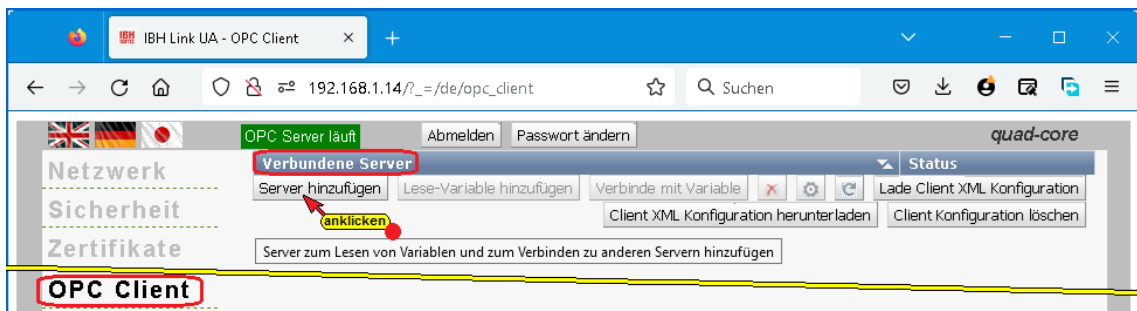 IBH Link UA - OPC Client
192.168.1.14/?_=/de/opc_client
Suchen
OPC Server läuft
Abmelden
Passwort ändern
quad-core
Netzwerk
Verbundene Server
Status
Server hinzufügen
Lese-Variable hinzufügen
Verbinde mit Variable
Lade Client XML Konfiguration
Sicherheit
anklicken
Client XML Konfiguration herunterladen
Client Konfiguration löschen
Zertifikate
Server zum Lesen von Variablen und zum Verbinden zu anderen Servern hinzufügen
OPC Client